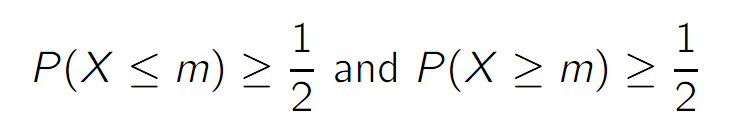 P(X ≤ m) ≥ 1/2 and P(X ≥ m) ≥ 1/2